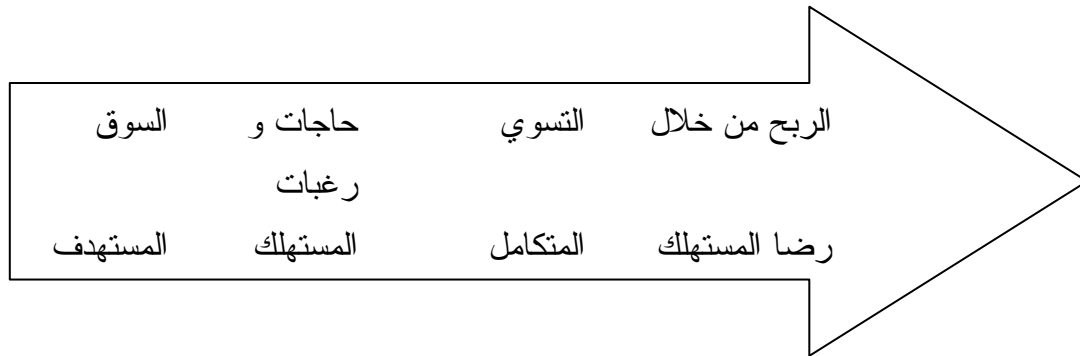 السوق
المستهدف
حاجات و
رغبات
المستهلك
التسوي
المتكامل
الربح من خلال
رضا المستهلك